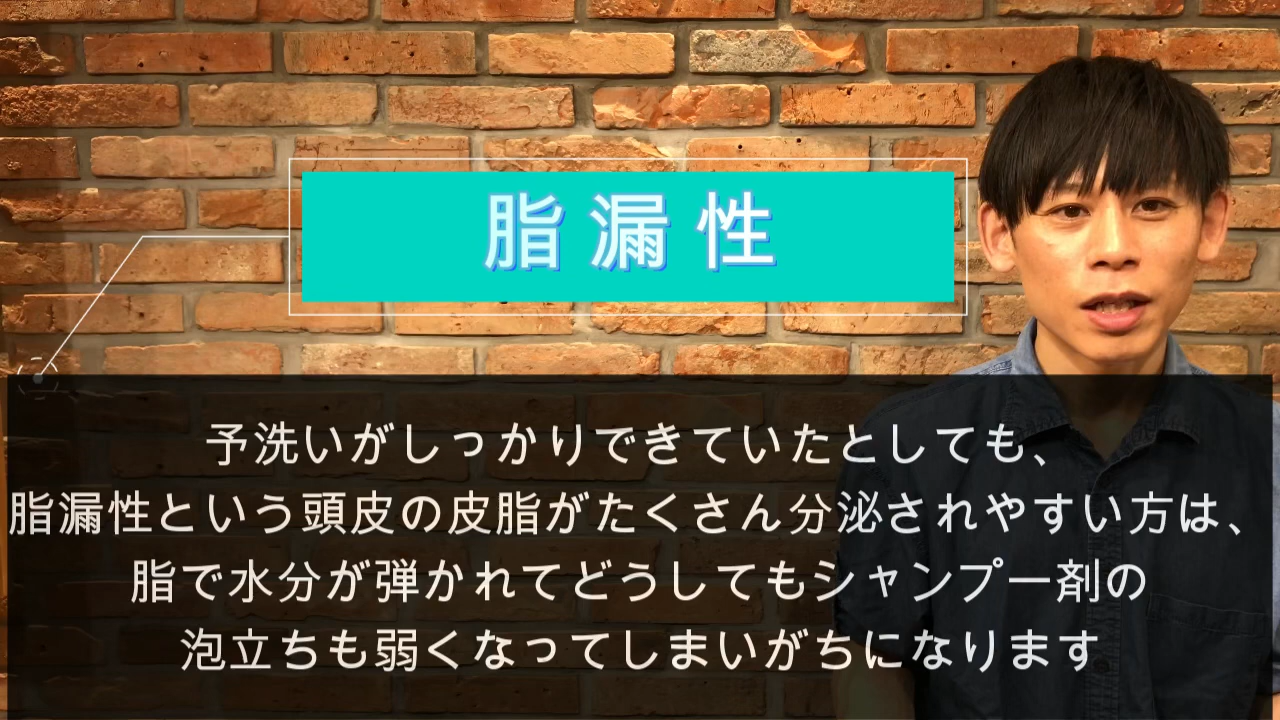 脂漏性
予洗いがしっかりできていたとしても、
脂漏性という頭皮の皮脂がたくさん分泌されやすい方は、
脂で水分が弾かれてどうしてもシャンプー剤の
泡立ちも弱くなってしまいがちになります